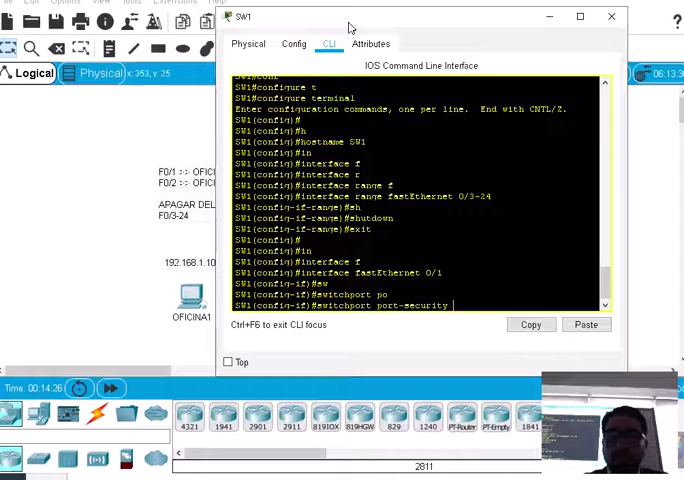 SW1
Physical Config CLI Attributes
Logical
Physical x: 353, y: 25
06:13:3
IOS Command Line Interface
SW1#configure t
SW1#configure terminal
Enter configuration commands, one per line. End with CNTL/Z.
SW1(config)#
SW1(config)#h
SW1(config)#hostname SW1
SW1(config)#in
SW1(config)#interface f
SW1(config)#interface r
SW1(config)#interface range f
SW1(config)#interface range fastEthernet 0/3-24
SW1(config-if-range)#sh
SW1(config-if-range)#shutdown
SW1(config-if-range)#exit
SW1(config)#
SW1(config)#in
SW1(config)#interface f
SW1(config)#interface fastEthernet 0/1
SW1(config-if)#sw
SW1(config-if)#switchport po
SW1(config-if)#switchport port-security
F0/1 >> OFICI
F0/2 >> OFICI
APAGAR DEL
F0/3-24
192.168.1.10
OFICINA1
Ctrl+F6 to exit CLI focus
Copy
Paste
Top
Time: 00:14:26
4321 1941 2901 2911 819IOX 819HGW 829 1240 PT-Router PT-Empty 1841
2811